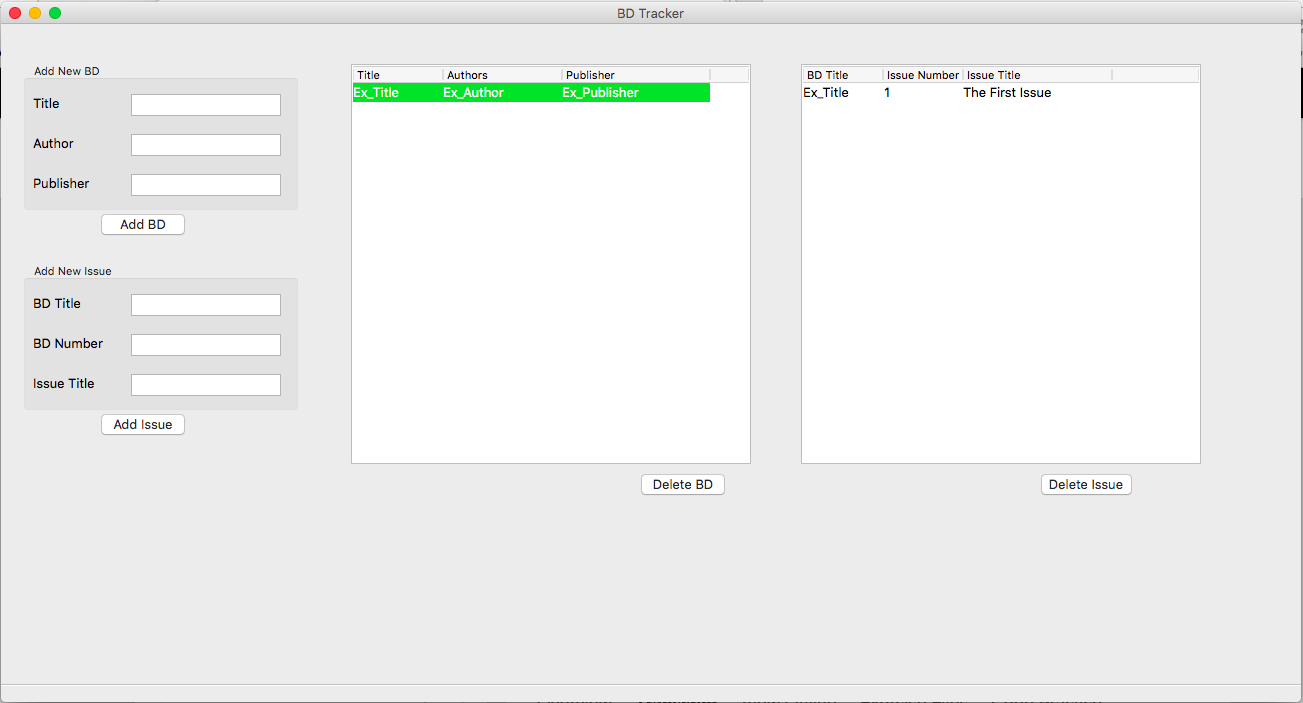 BD Tracker
Add New BD
Title
Author
Publisher
Add BD
Add New Issue
BD Title
BD Number
Issue Title
Add Issue
Title Authors Publisher
Ex_Title Ex_Author Ex_Publisher
Delete BD
BD Title Issue Number Issue Title
Ex_Title 1 The First Issue
Delete Issue